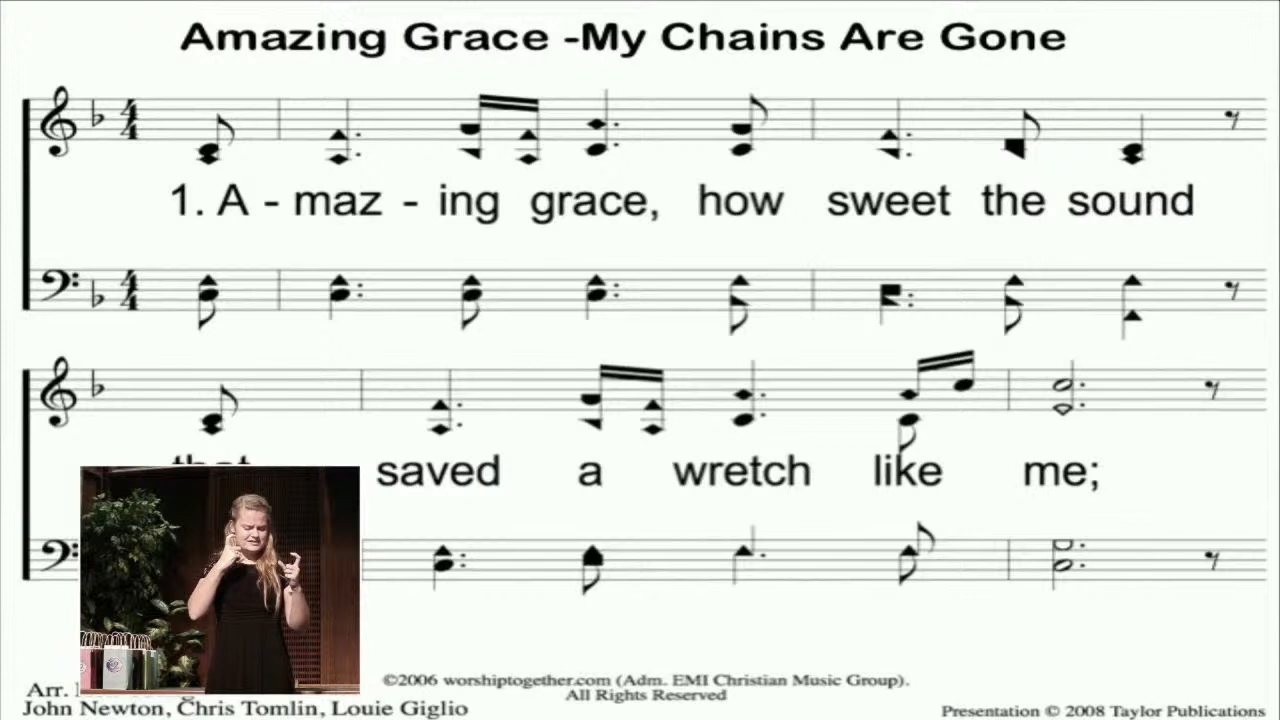 Amazing Grace -My Chains Are Gone
1. A - maz - ing grace, how sweet the sound
that saved a wretch like me;
©2006 worshiptogether.com (Adm. EMI Christian Music Group).
All Rights Reserved
Arr.
John Newton, Chris Tomlin, Louie Giglio
Presentation © 2008 Taylor Publications